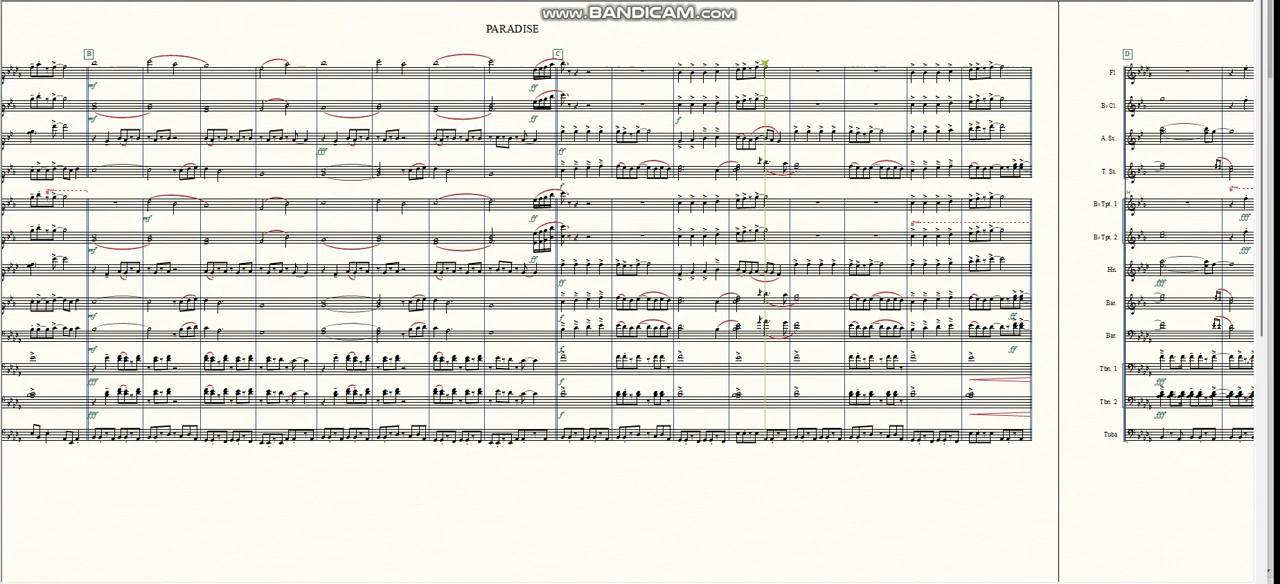 www.BANDICAM.com
PARADISE
B
C
D
Fl.
B♭ Cl.
A. Sx.
T. Sx.
B♭ Tpt. 1
B♭ Tpt. 2
Hn.
Bar.
Bar.
Tbn. 1
Tbn. 2
Tuba